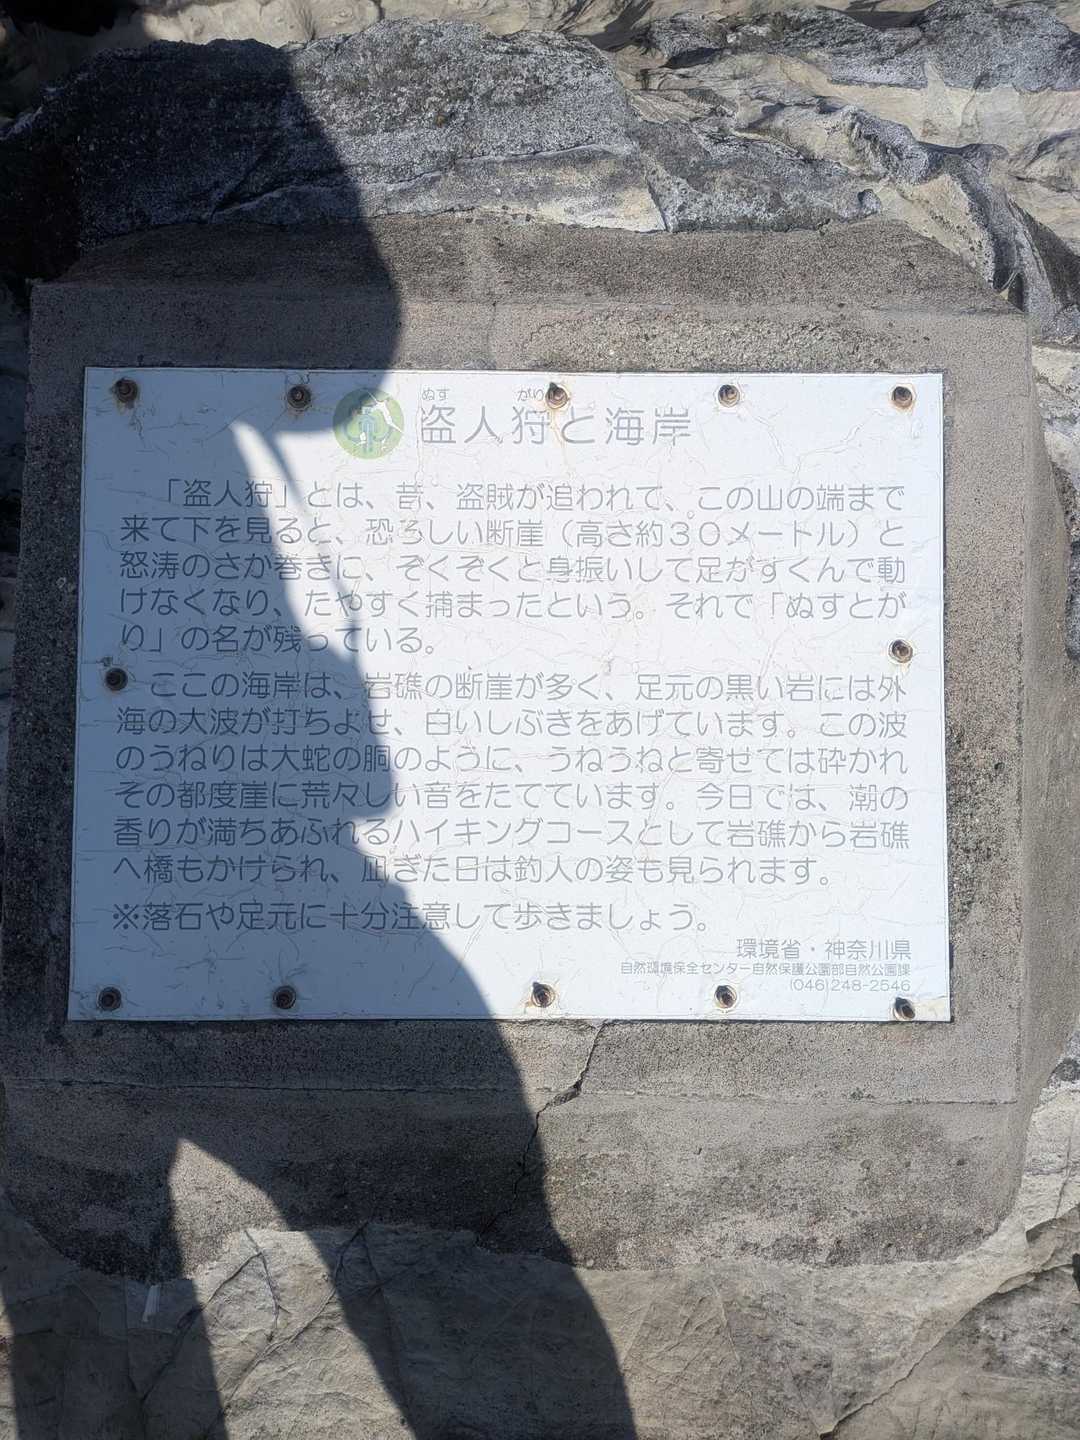 ぬす がり
盗人狩と海岸
「盗人狩」とは、昔、盗賊が追われて、この山の端まで
来て下を見ると、恐ろしい断崖（高さ約３０メートル）と
怒涛のさか巻きに、ぞくぞくと身振いして足がすくんで動
けなくなり、たやすく捕まったという。それで「ぬすとが
り」の名が残っている。
ここの海岸は、岩礁の断崖が多く、足元の黒い岩には外
海の大波が打ちよせ、白いしぶきをあげています。この波
のうねりは大蛇の胴のように、うねうねと寄せては砕かれ
その都度崖に荒々しい音をたてています。今日では、潮の
香りが満ちあふれるハイキングコースとして岩礁から岩礁
へ橋もかけられ、凪ぎた日は釣人の姿も見られます。
※落石や足元に十分注意して歩きましょう。
環境省・神奈川県
自然環境保全センター自然保護公園部自然公園課
(046)248-2546